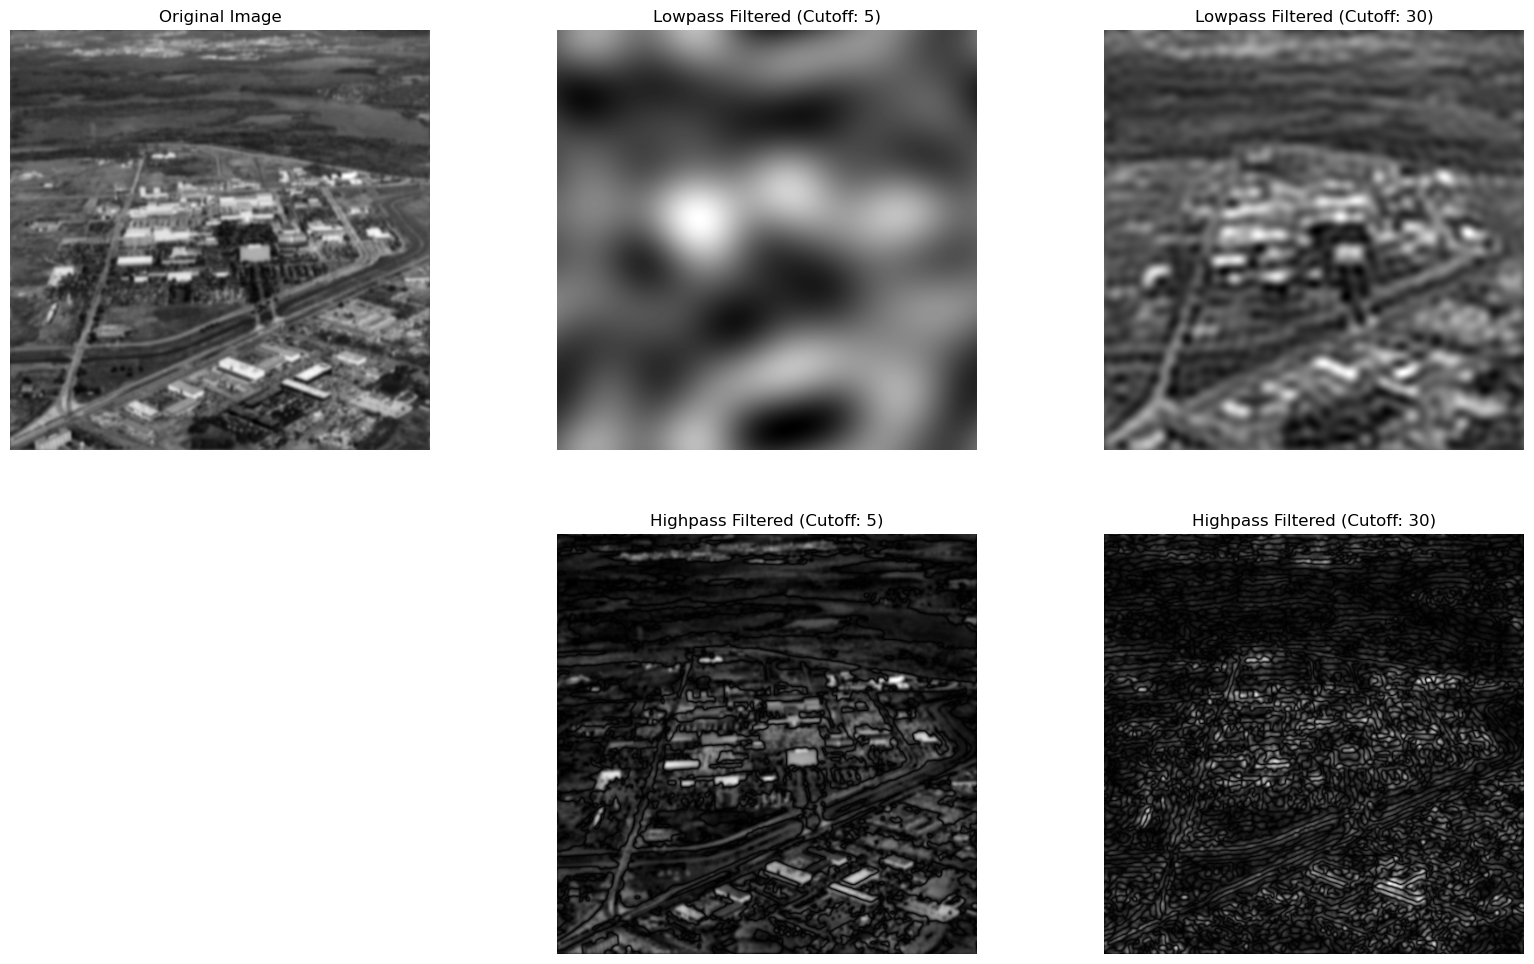 Original Image
Lowpass Filtered (Cutoff: 5)
Lowpass Filtered (Cutoff: 30)
Highpass Filtered (Cutoff: 5)
Highpass Filtered (Cutoff: 30)